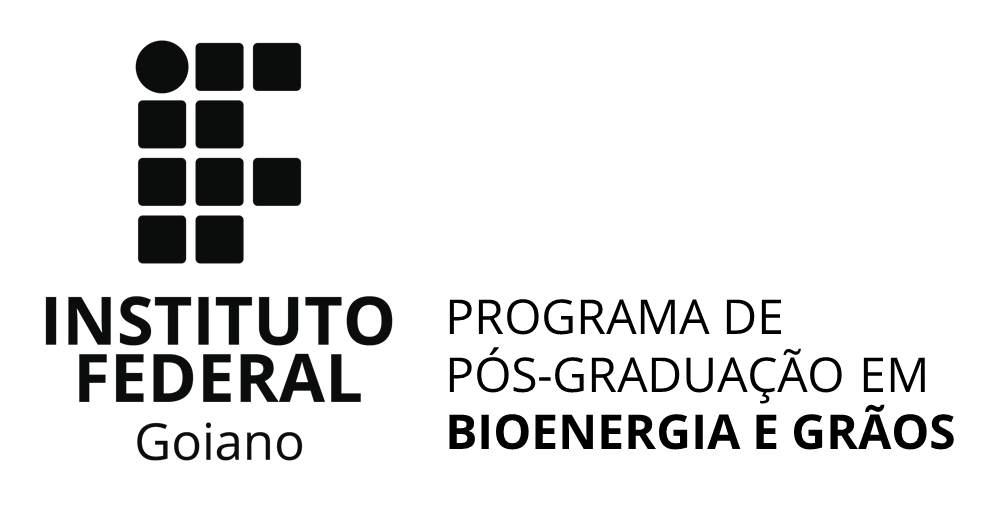 INSTITUTO
FEDERAL
Goiano
PROGRAMA DE
PÓS-GRADUAÇÃO EM
BIOENERGIA E GRÃOS